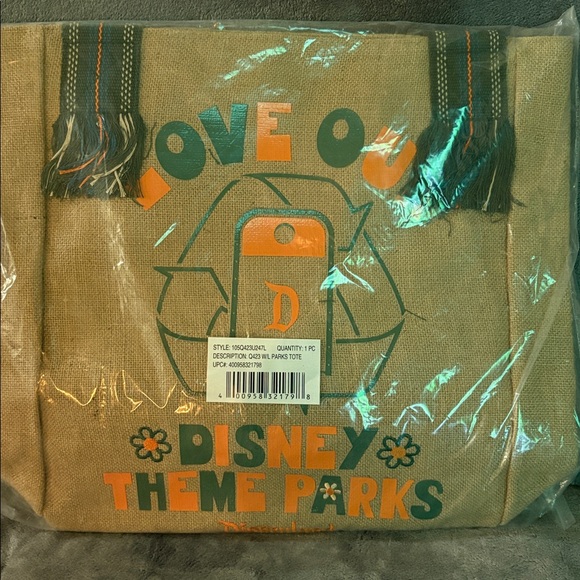 LOVE OU
D
STYLE: 105Q423U247L QUANTITY: 1 PC
DESCRIPTION: Q423 W/L PARKS TOTE
UPC#: 400958321798
4 00958 32179 8
DISNEY
THEME PARKS